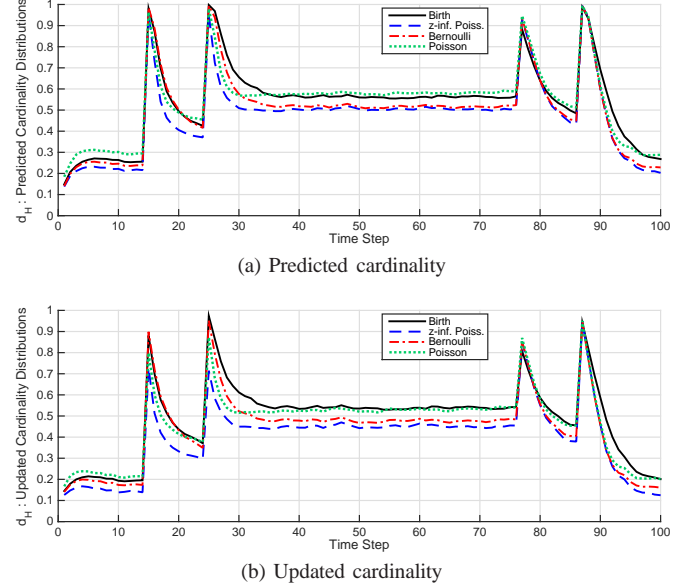 d_H : Predicted Cardinality Distributions
1
0.9
0.8
0.7
0.6
0.5
0.4
0.3
0.2
0.1
0
Birth
z-inf. Poiss.
Bernoulli
Poisson
0 10 20 30 40 50 60 70 80 90 100
Time Step
(a) Predicted cardinality
d_H : Updated Cardinality Distributions
1
0.9
0.8
0.7
0.6
0.5
0.4
0.3
0.2
0.1
0
Birth
z-inf. Poiss.
Bernoulli
Poisson
0 10 20 30 40 50 60 70 80 90 100
Time Step
(b) Updated cardinality